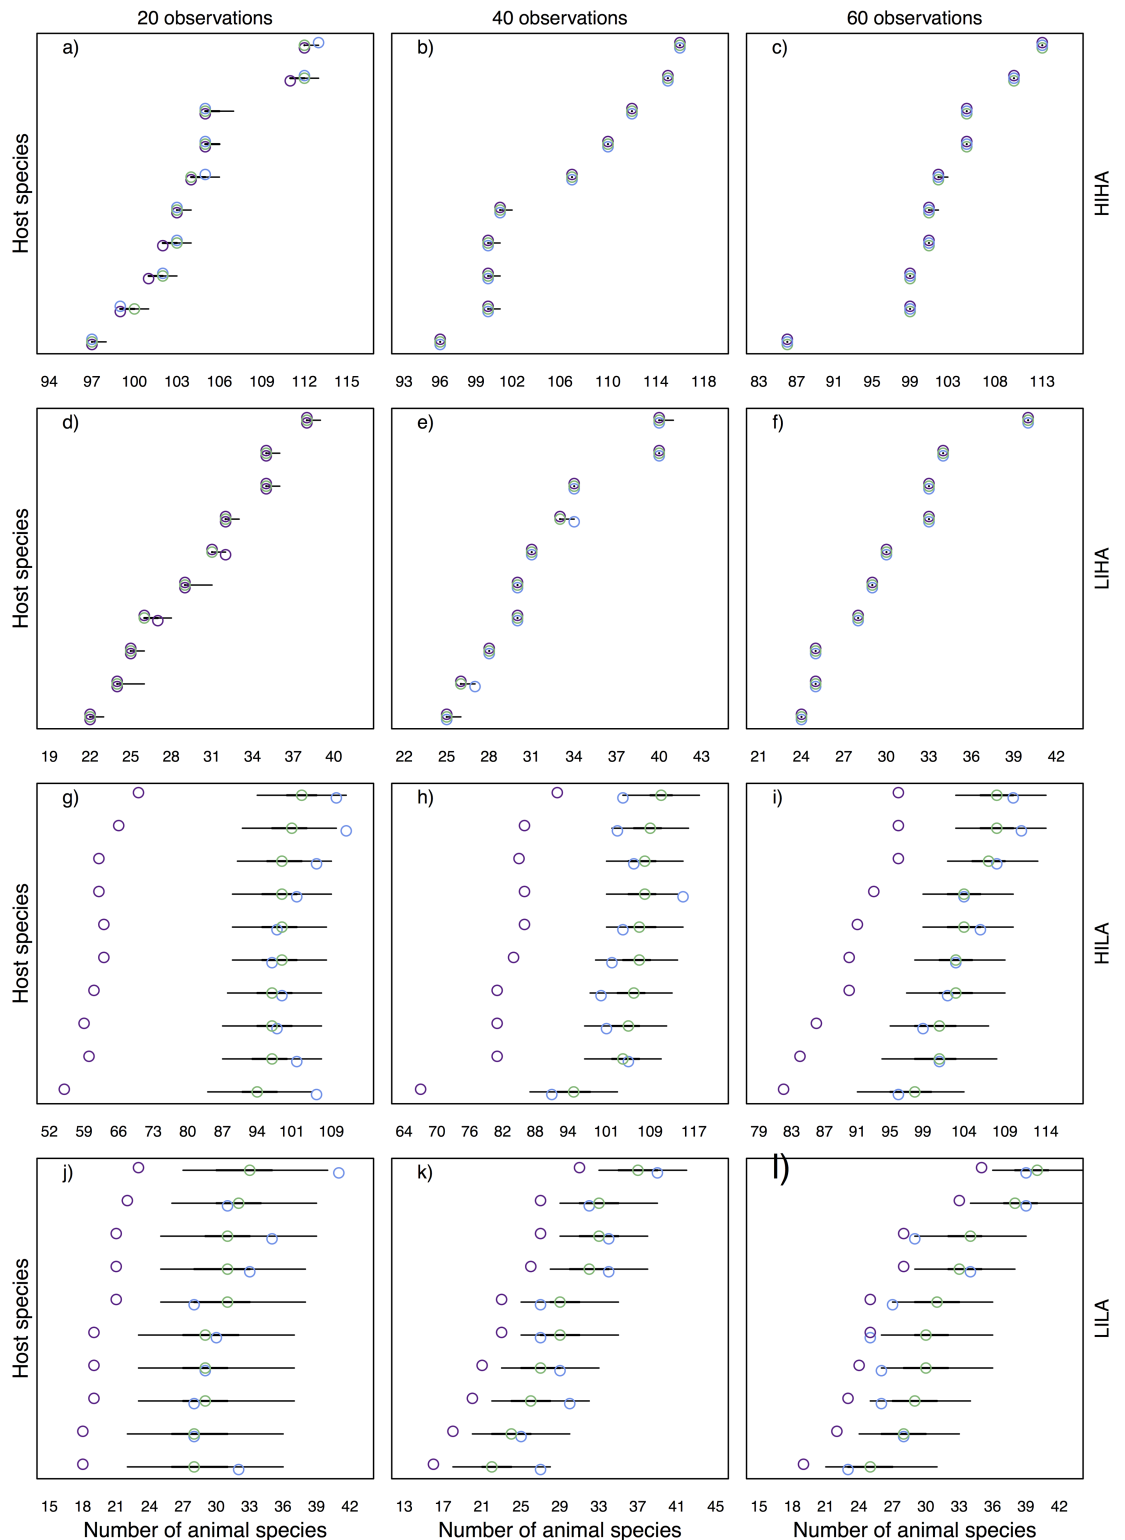 20 observations 40 observations 60 observations
a) b) c)
Host species
HIHA
94 97 100 103 106 109 112 115
93 96 99 102 106 110 114 118
83 87 91 95 99 103 108 113
d) e) f)
Host species
LIHA
19 22 25 28 31 34 37 40
22 25 28 31 34 37 40 43
21 24 27 30 33 36 39 42
g) h) i)
Host species
HILA
52 59 66 73 80 87 94 101 109
64 70 76 82 88 94 101 109 117
79 83 87 91 95 99 104 109 114
j) k) l)
Host species
LILA
15 18 21 24 27 30 33 36 39 42
13 17 21 25 29 33 37 41 45
15 18 21 24 27 30 33 36 39 42
Number of animal species Number of animal species Number of animal species